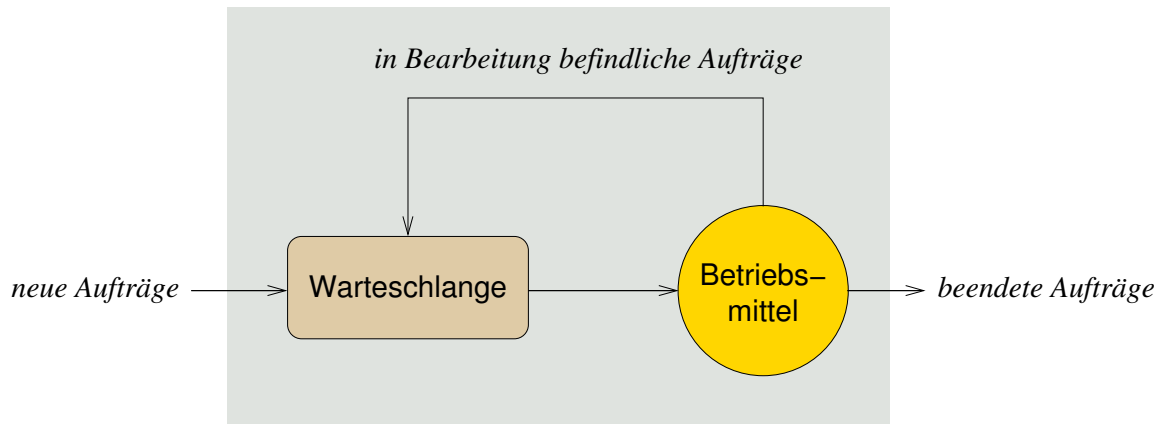 in Bearbeitung befindliche Aufträge
neue Aufträge
Warteschlange
Betriebs–
mittel
beendete Aufträge